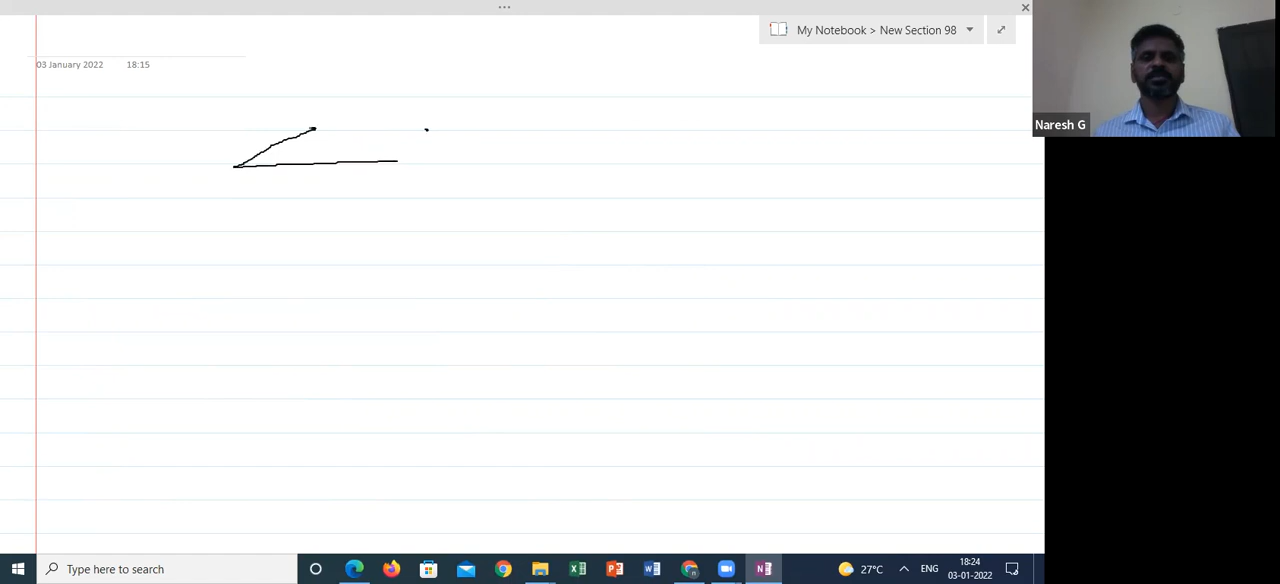 My Notebook > New Section 98
03 January 2022 18:15
Naresh G
Type here to search
27°C
ENG
18:24
03-01-2022